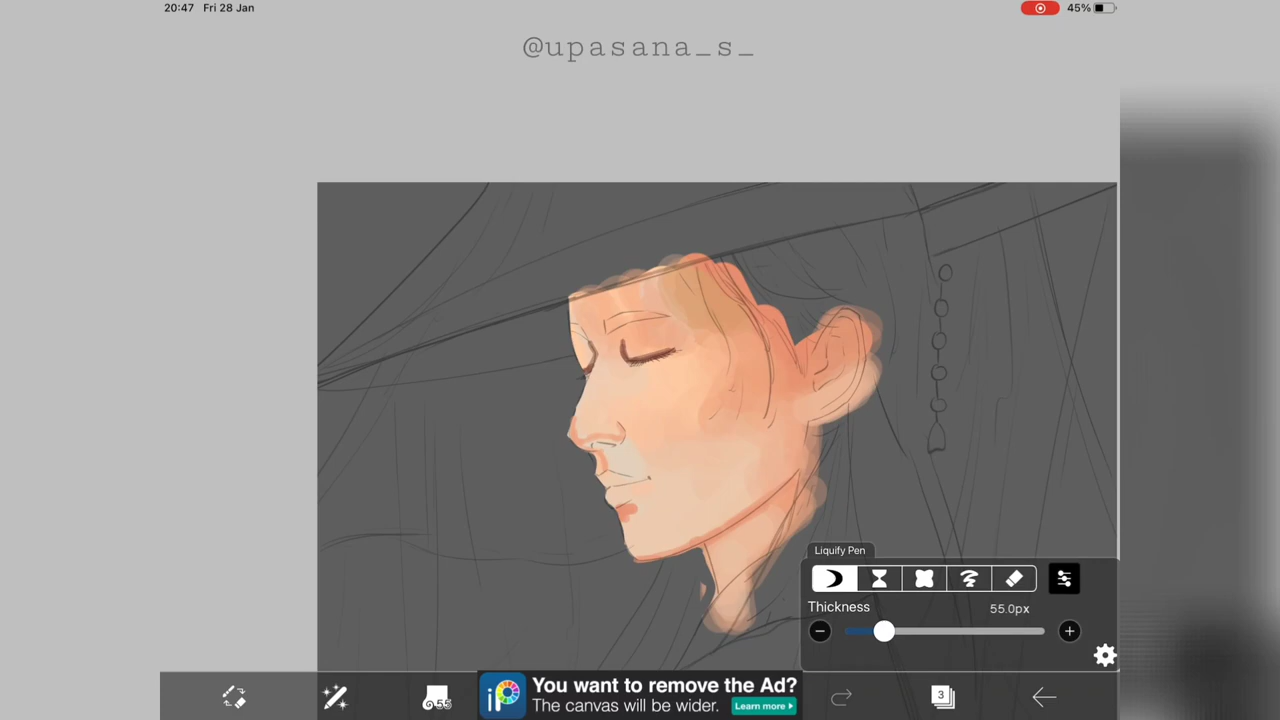 20:47 Fri 28 Jan
45%
@upasana_s_
Liquify Pen
Thickness
55.0px
55
You want to remove the Ad?
The canvas will be wider.
Learn more
3